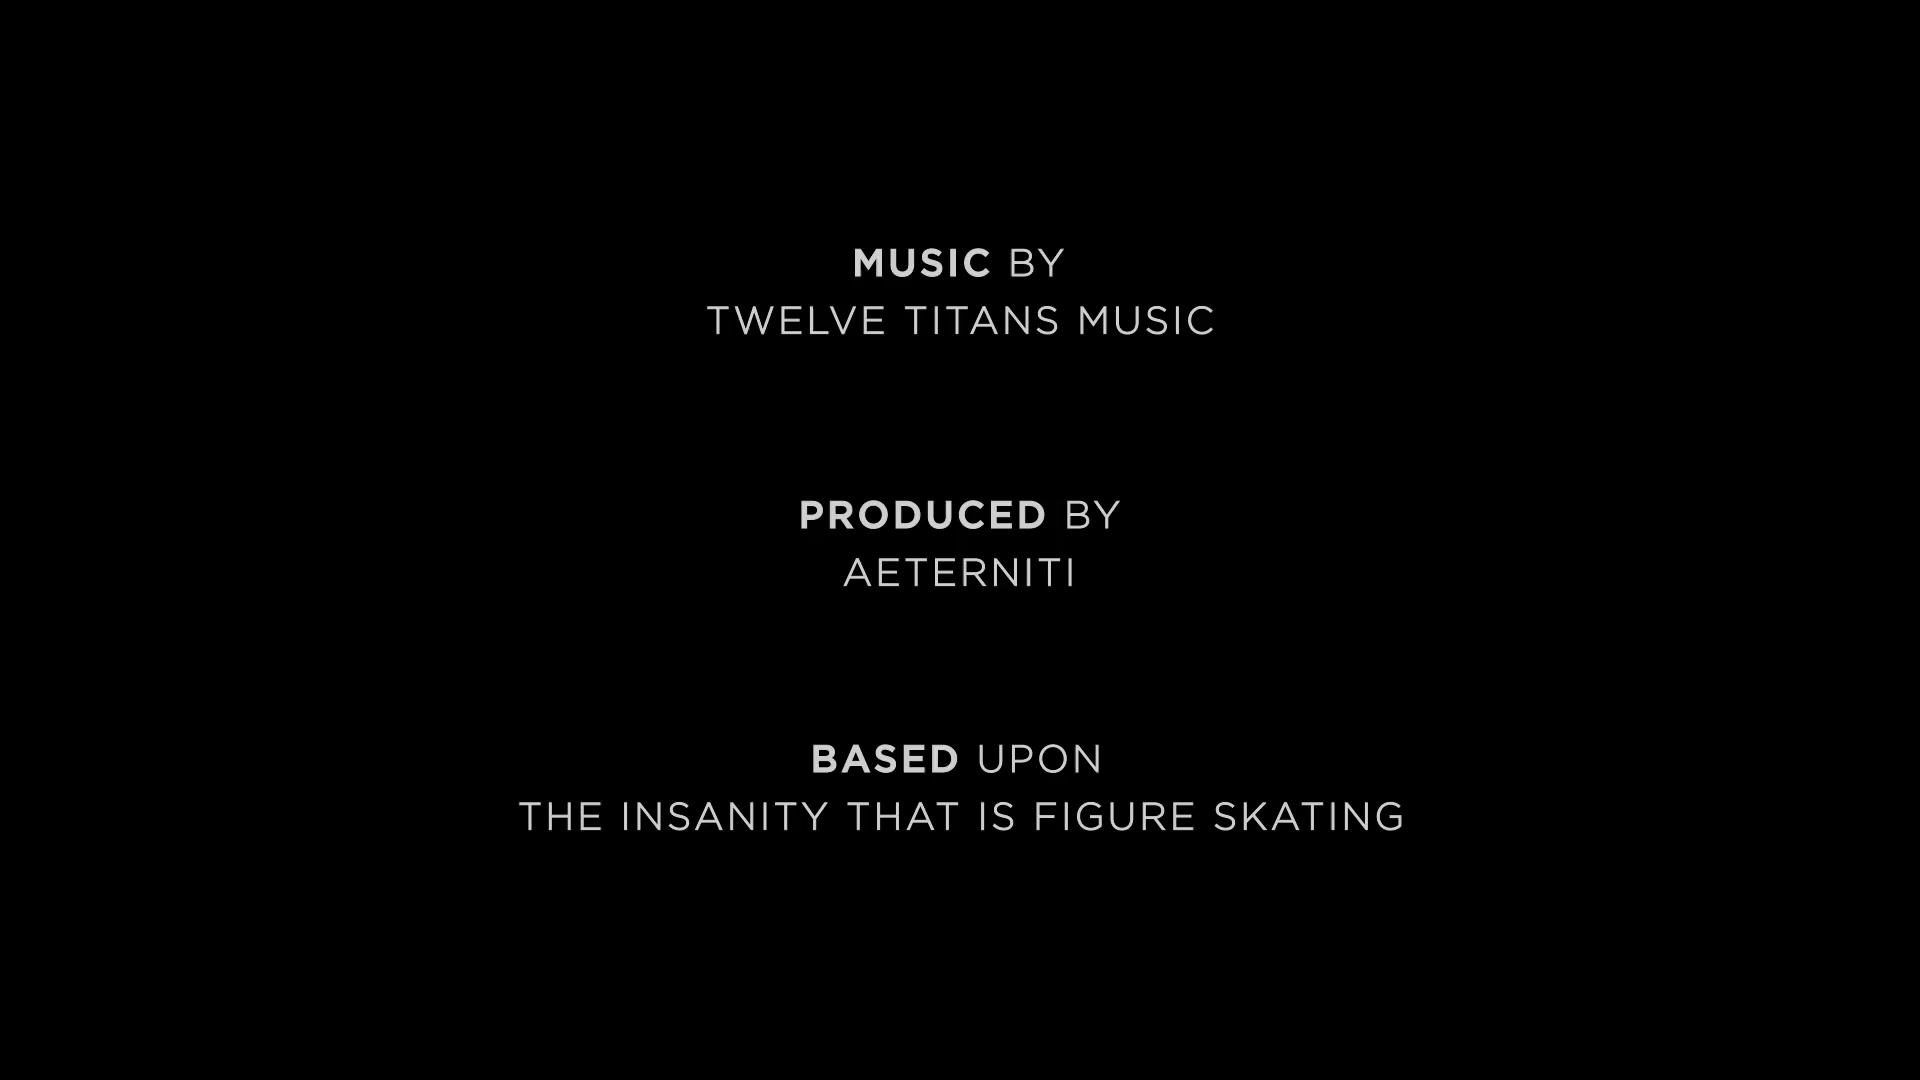 MUSIC BY
TWELVE TITANS MUSIC
PRODUCED BY
AETERNITI
BASED UPON
THE INSANITY THAT IS FIGURE SKATING